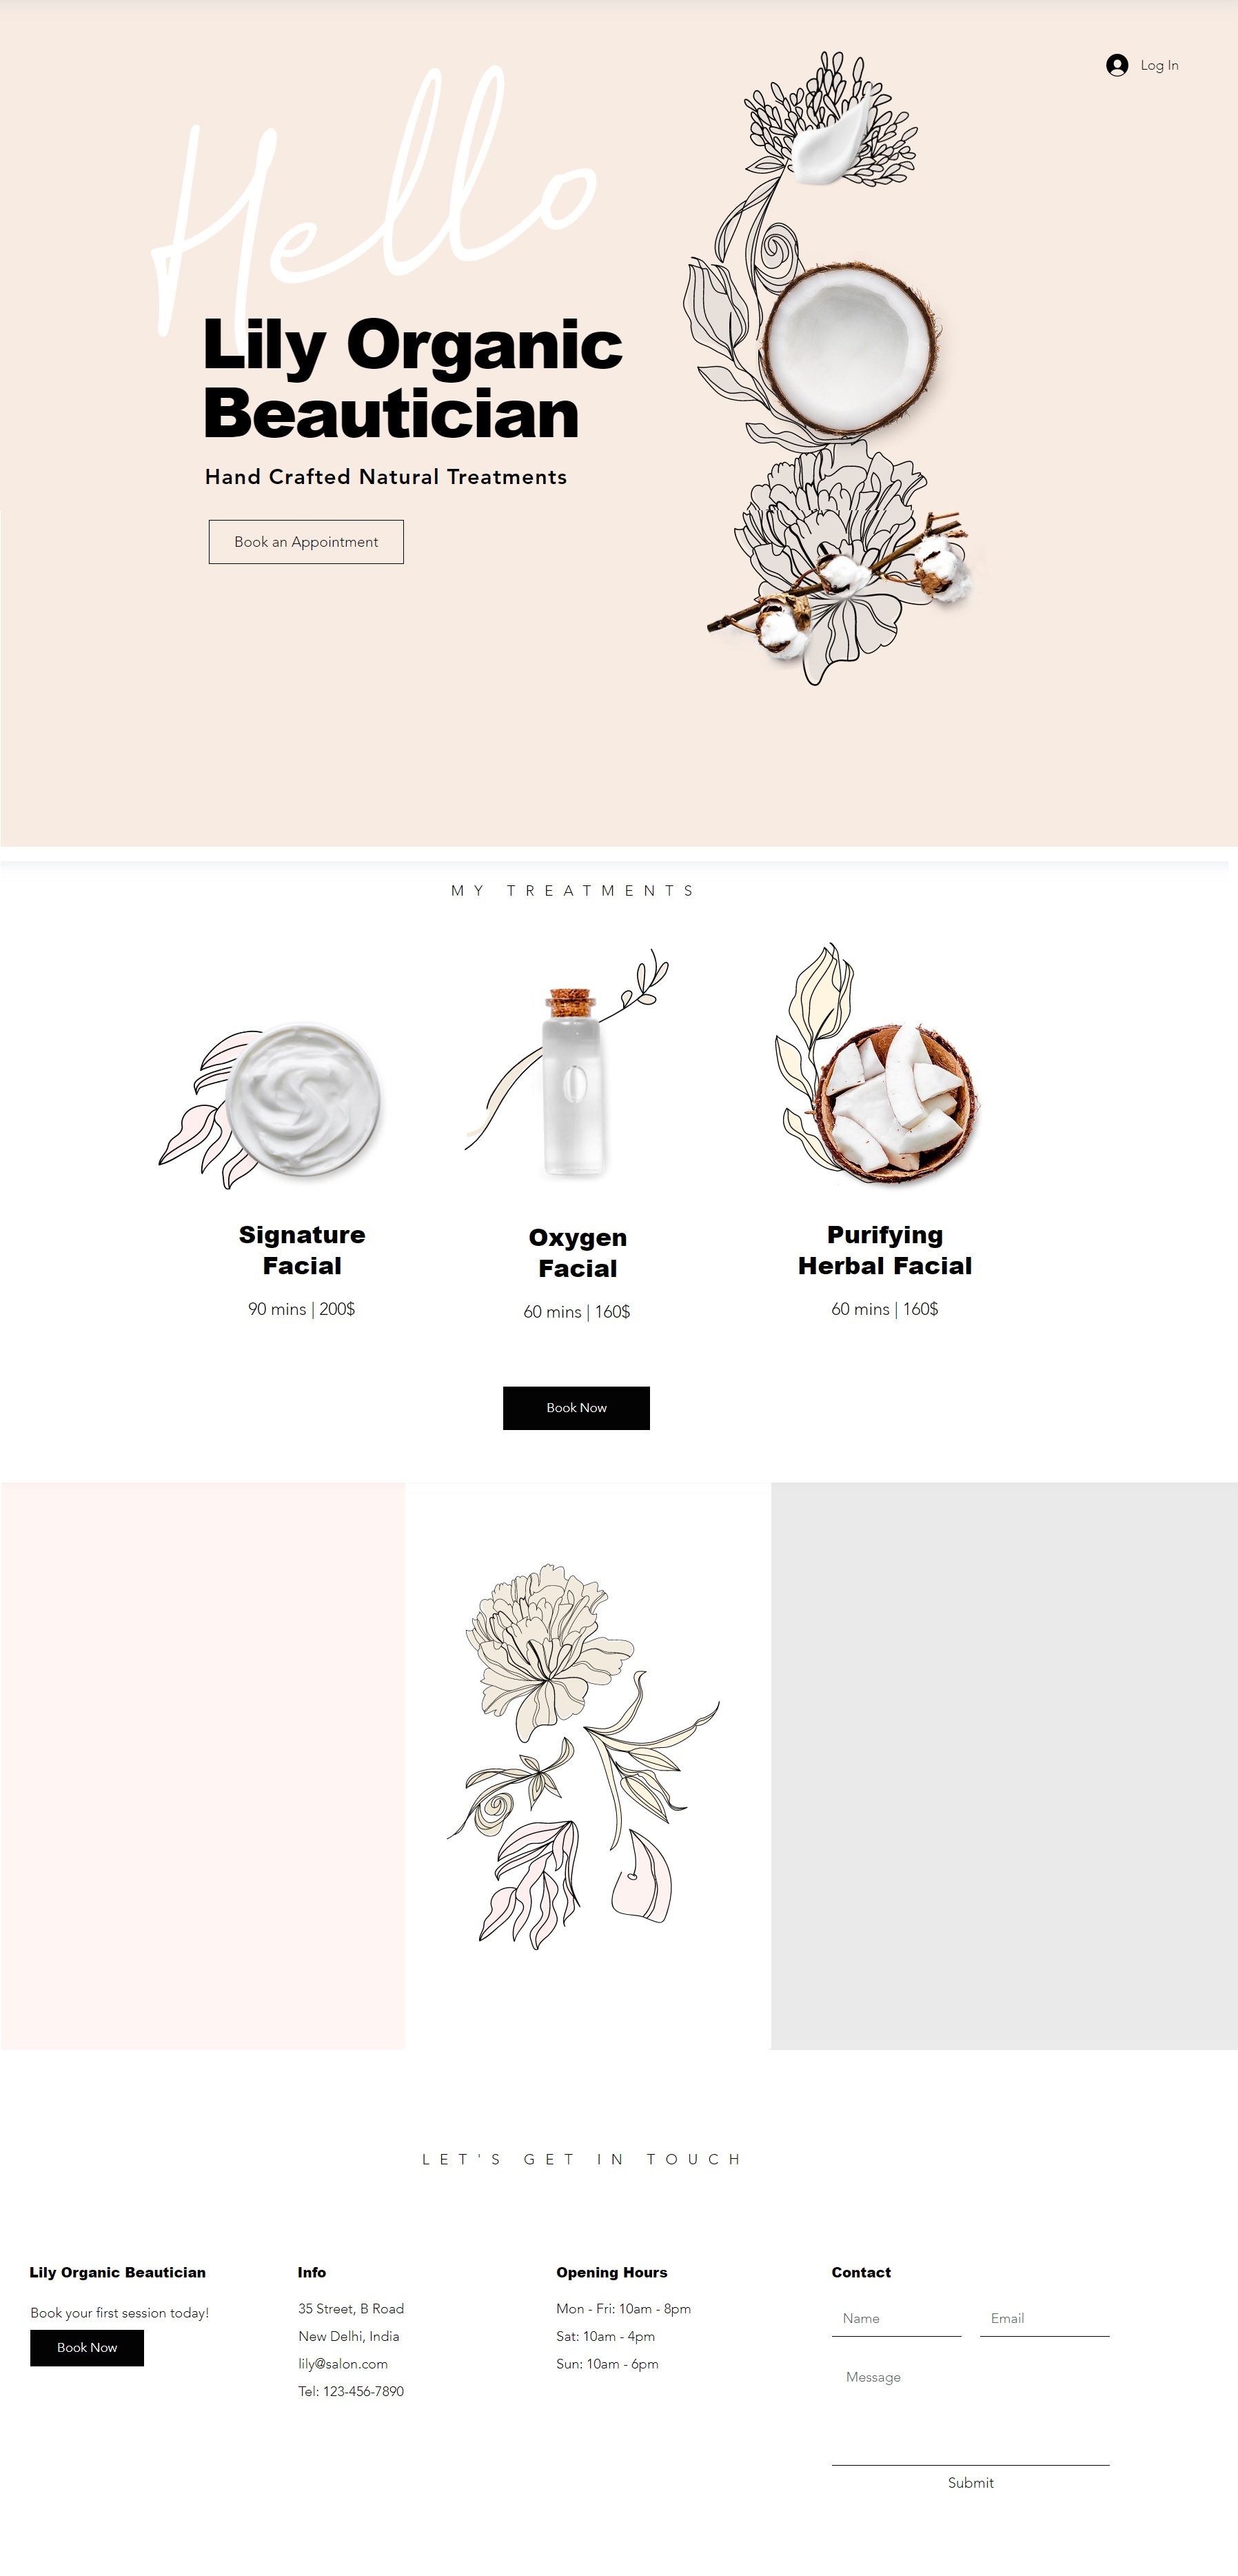 Log In
Hello
Lily Organic
Beautician
Hand Crafted Natural Treatments
Book an Appointment
MY TREATMENTS
Signature
Facial
90 mins | 200$
Oxygen
Facial
60 mins | 160$
Purifying
Herbal Facial
60 mins | 160$
Book Now
LET'S GET IN TOUCH
Lily Organic Beautician
Book your first session today!
Book Now
Info
35 Street, B Road
New Delhi, India
lily@salon.com
Tel: 123-456-7890
Opening Hours
Mon - Fri: 10am - 8pm
Sat: 10am - 4pm
Sun: 10am - 6pm
Contact
Name
Email
Message
Submit